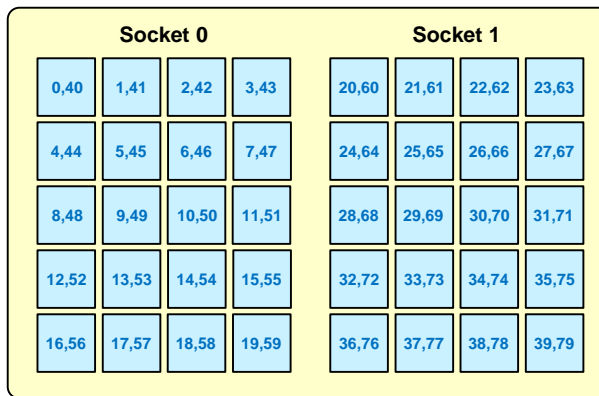 Socket 0
0,40 1,41 2,42 3,43
4,44 5,45 6,46 7,47
8,48 9,49 10,50 11,51
12,52 13,53 14,54 15,55
16,56 17,57 18,58 19,59
Socket 1
20,60 21,61 22,62 23,63
24,64 25,65 26,66 27,67
28,68 29,69 30,70 31,71
32,72 33,73 34,74 35,75
36,76 37,77 38,78 39,79